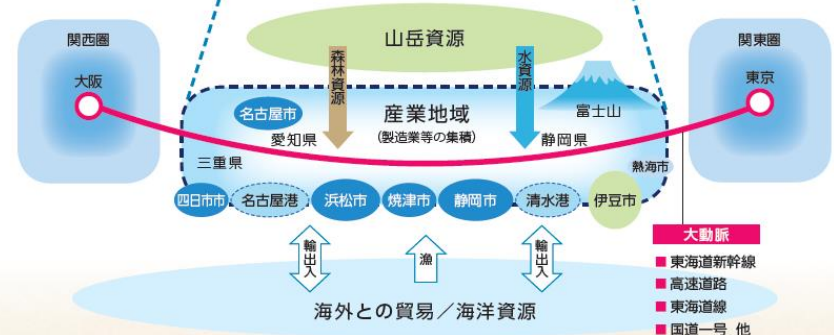 山岳資源
関西圏
大阪
関東圏
東京
森林資源
水資源
富士山
名古屋市
産業地域
(製造業等の集積)
愛知県
静岡県
三重県
熱海市
四日市市
名古屋港
浜松市
焼津市
静岡市
清水港
伊豆市
輸出入
漁
輸出入
海外との貿易／海洋資源
大動脈
■ 東海道新幹線
■ 高速道路
■ 東海道線
■ 国道一号 他